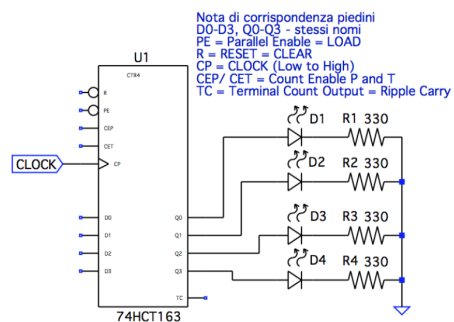 Nota di corrispondenza piedini
D0-D3, Q0-Q3 - stessi nomi
PE = Parallel Enable = LOAD
R = RESET = CLEAR
CP = CLOCK (Low to High)
CEP/ CET = Count Enable P and T
TC = Terminal Count Output = Ripple Carry
U1
CTR4
R
PE
CEP
CET
CLOCK
CP
D0
D1
D2
D3
Q0
Q1
Q2
Q3
TC
74HCT163
D1
R1 330
D2
R2 330
D3
R3 330
D4
R4 330